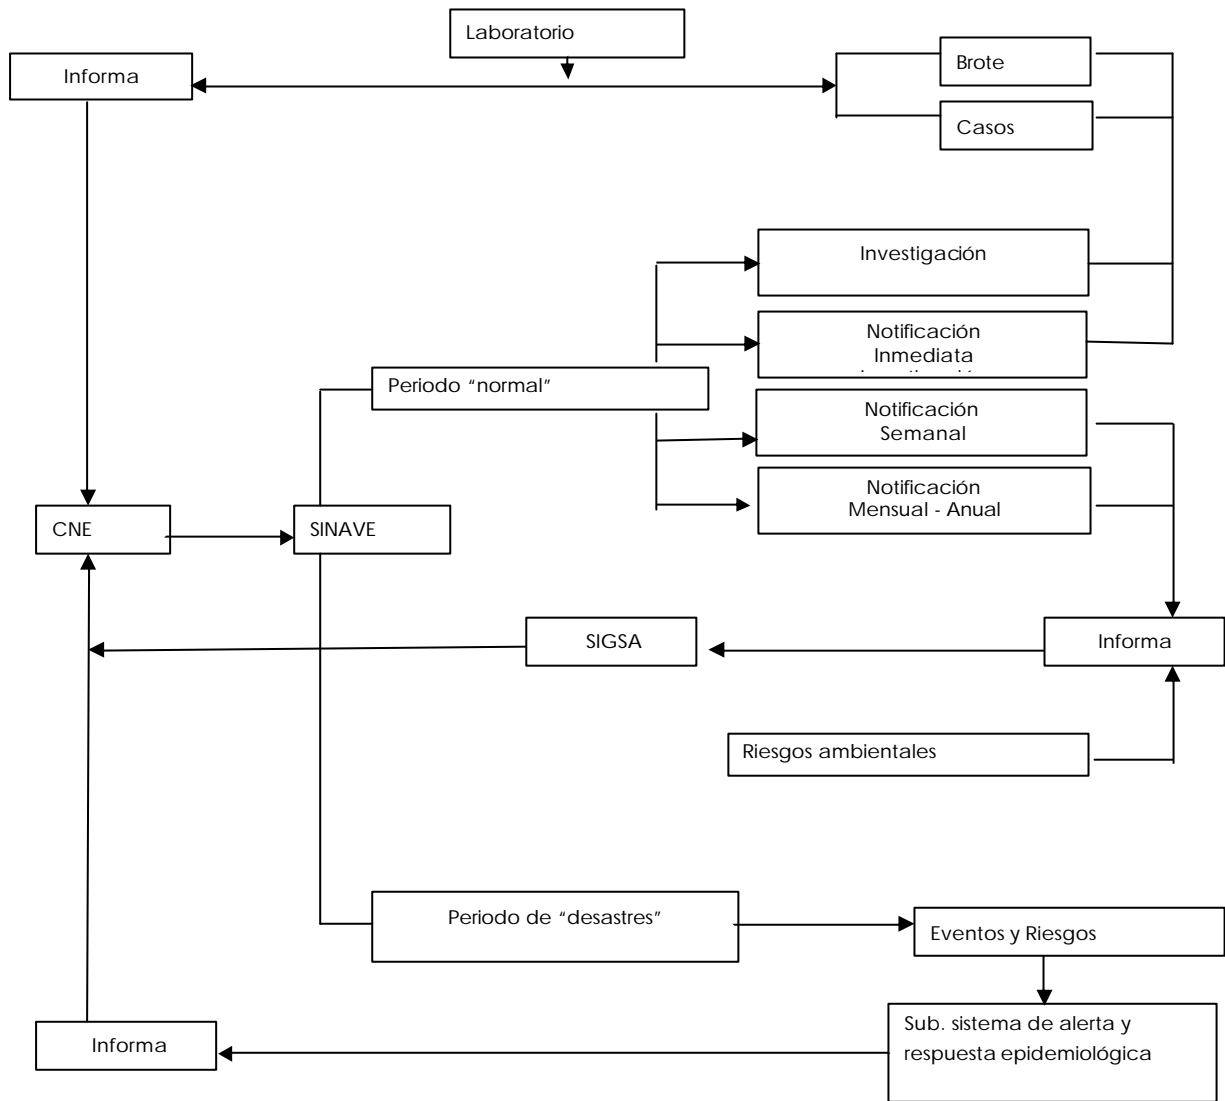 Laboratorio
Informa
Brote
Casos
Investigación
Notificación
Inmediata
Periodo “normal”
Notificación
Semanal
Notificación
Mensual - Anual
CNE
SINAVE
SIGSA
Informa
Riesgos ambientales
Periodo de “desastres”
Eventos y Riesgos
Sub. sistema de alerta y
respuesta epidemiológica
Informa